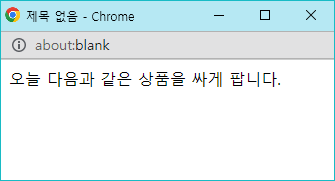 제목 없음 - Chrome
about:blank
오늘 다음과 같은 상품을 싸게 팝니다.